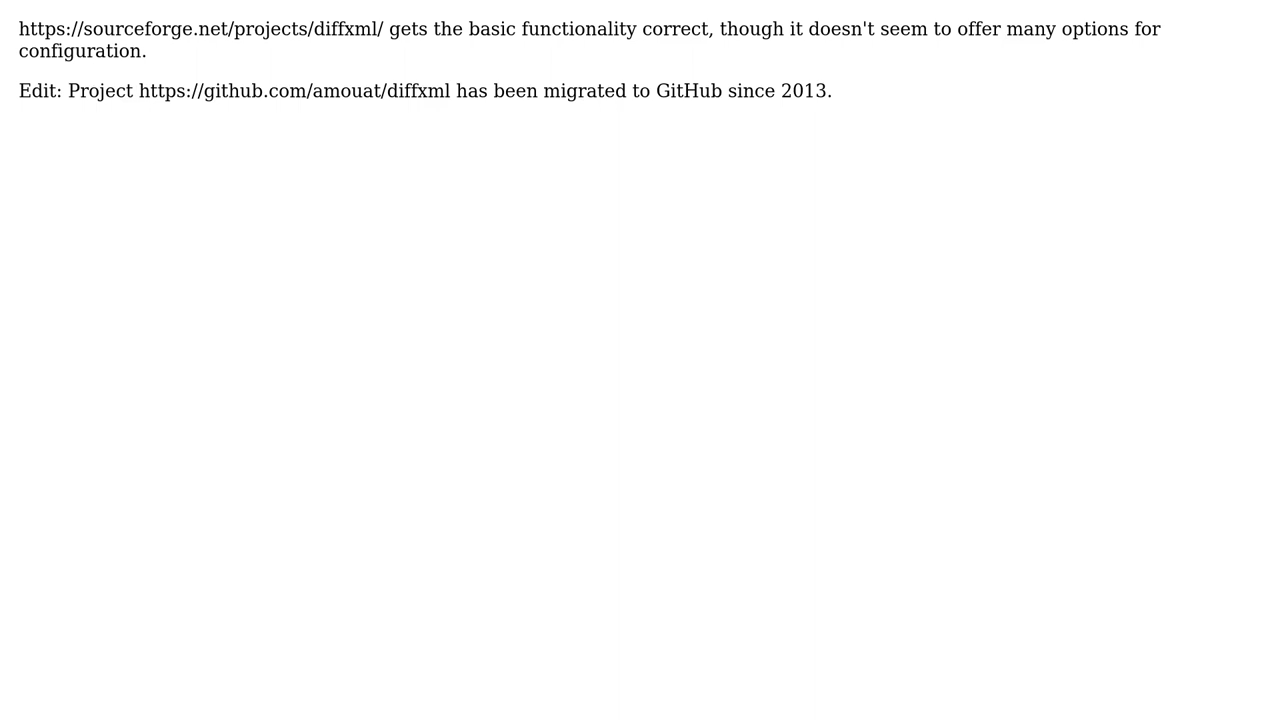 https://sourceforge.net/projects/diffxml/ gets the basic functionality correct, though it doesn't seem to offer many options for
configuration.
Edit: Project https://github.com/amouat/diffxml has been migrated to GitHub since 2013.